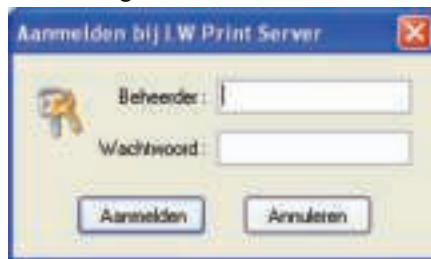 Aanmelden bij LW Print Server
Beheerder :
Wachtwoord :
Aanmelden Annuleren